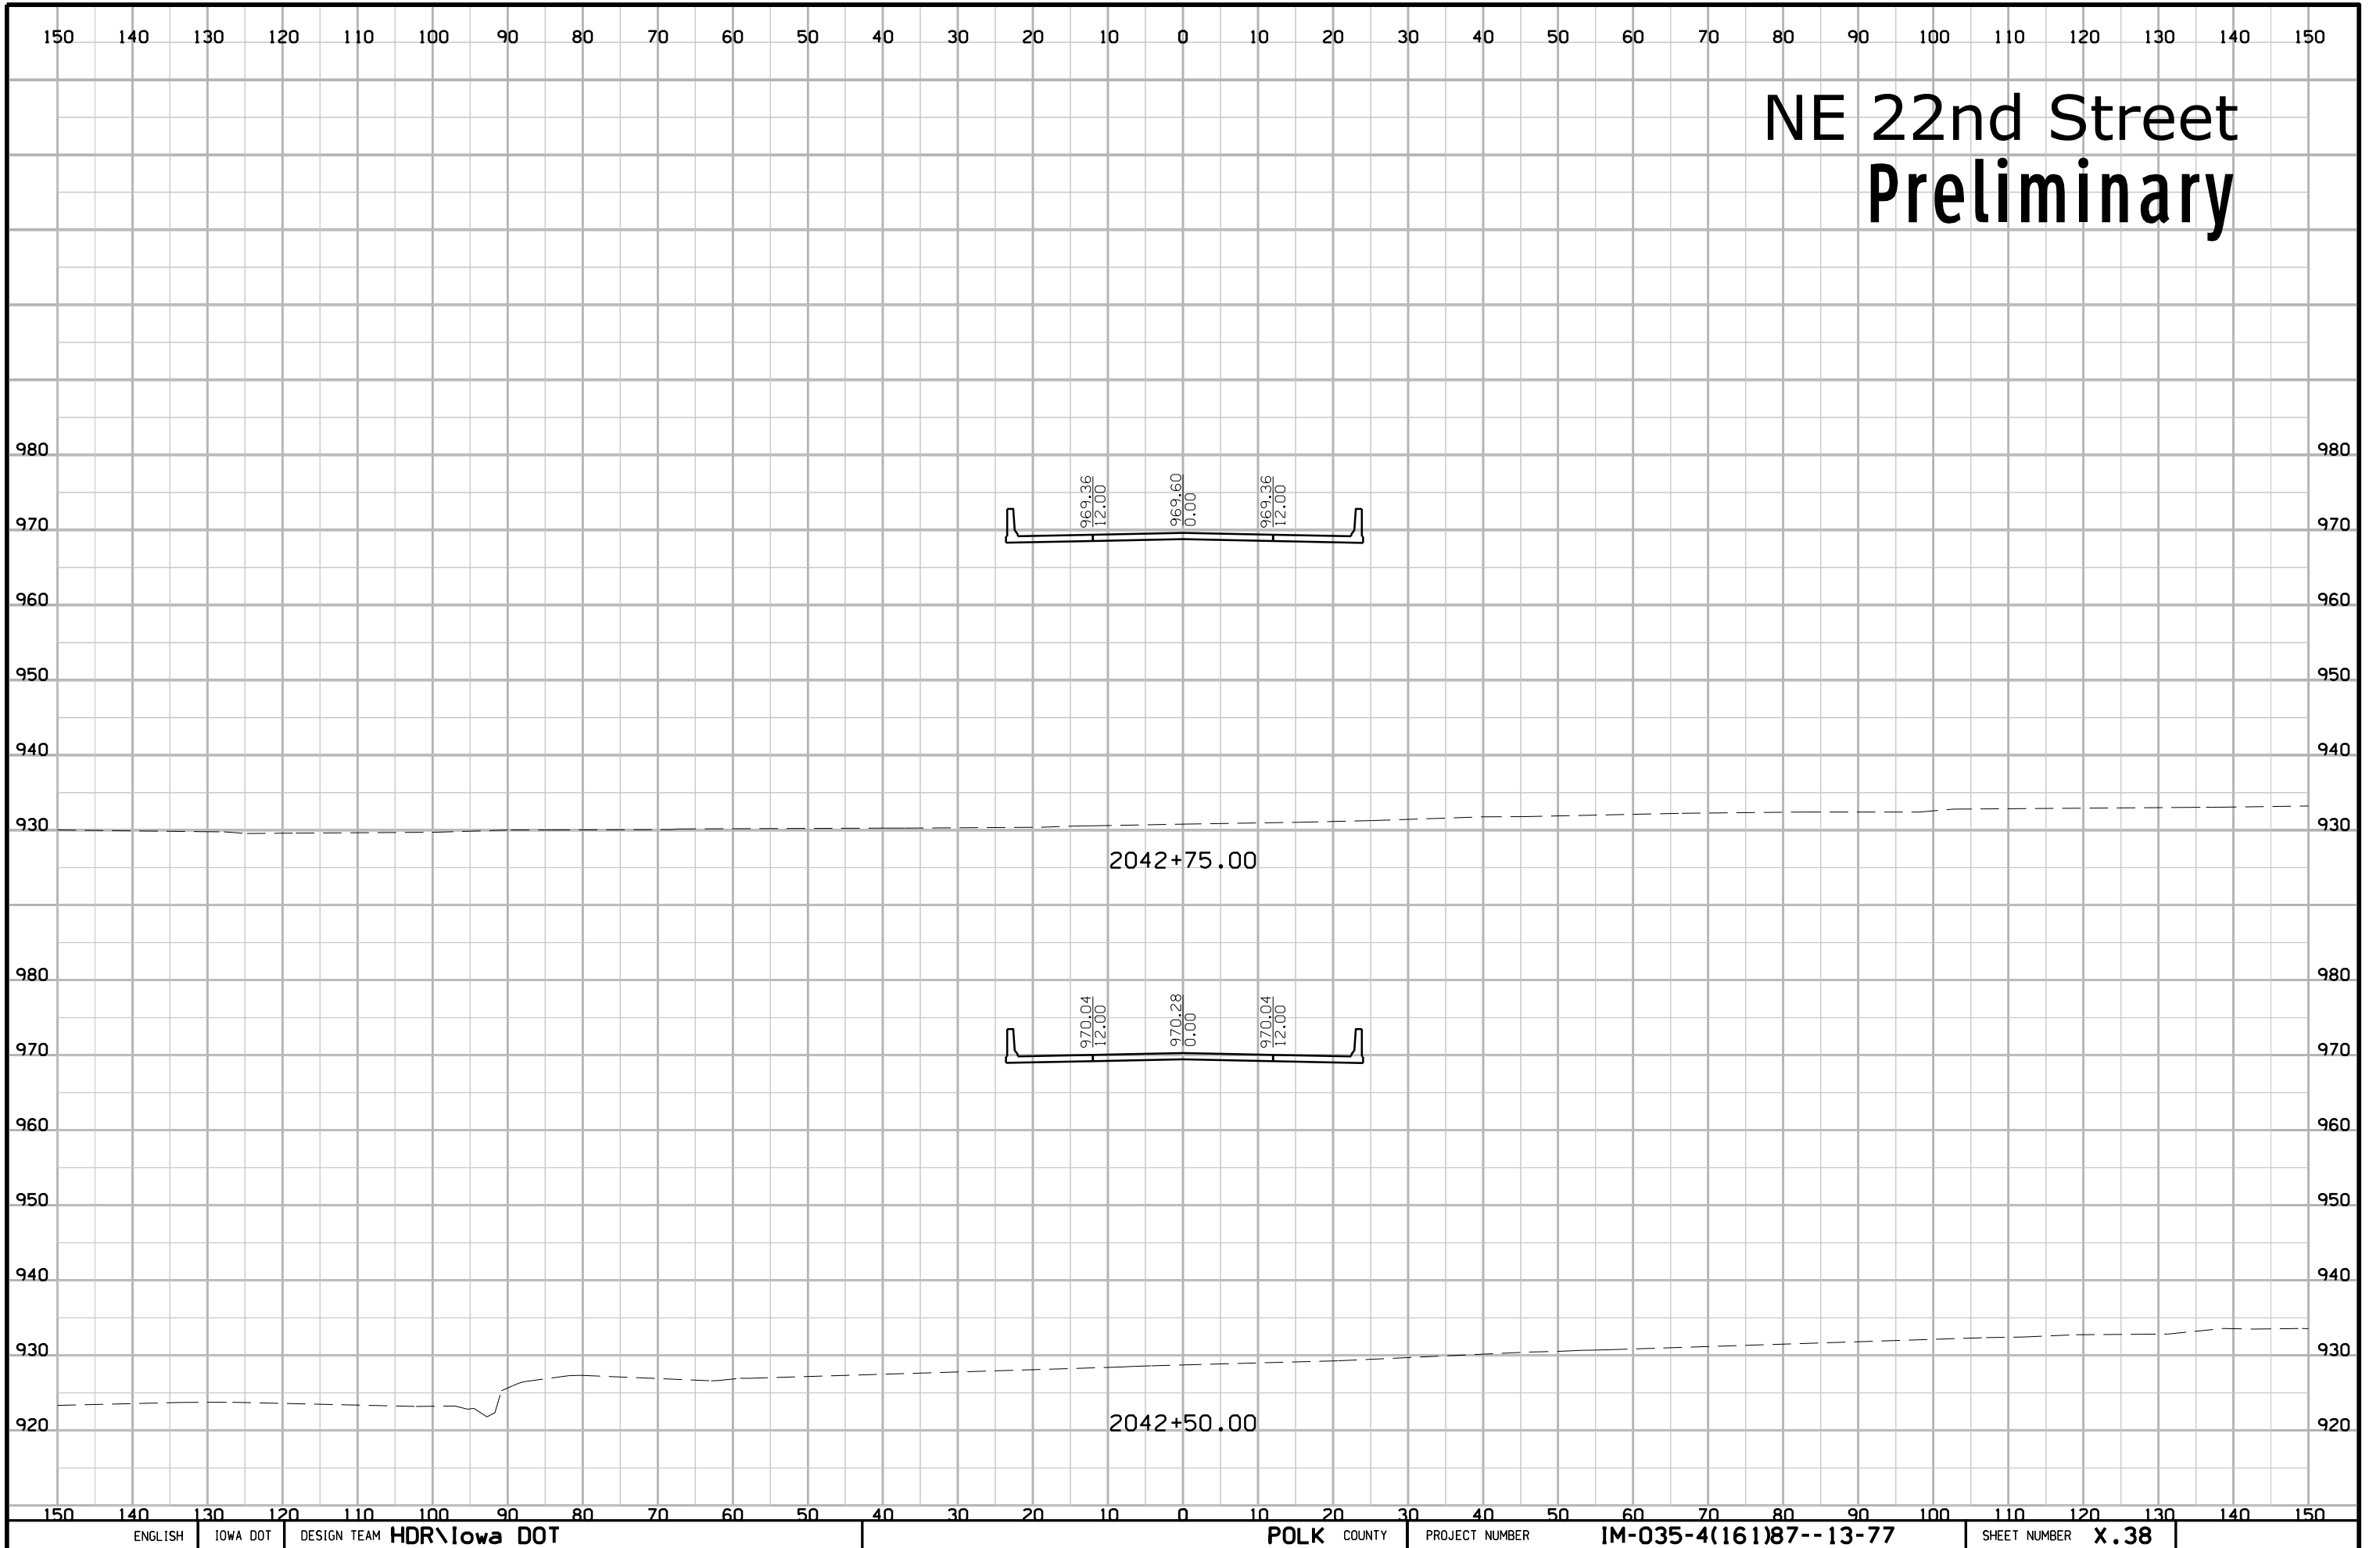 150 140 130 120 110 100 90 80 70 60 50 40 30 20 10 0 10 20 30 40 50 60 70 80 90 100 110 120 130 140 150
NE 22nd Street
Preliminary
980 980
969.36 12.00 969.60 0.00 969.36 12.00
970 970
960 960
950 950
940 940
930 930
2042+75.00
980 980
970.04 12.00 970.28 0.00 970.04 12.00
970 970
960 960
950 950
940 940
930 930
2042+50.00
920 920
150 140 130 120 110 100 90 80 70 60 50 40 30 20 10 0 10 20 30 40 50 60 70 80 90 100 110 120 130 140 150
ENGLISH IOWA DOT DESIGN TEAM HDR\Iowa DOT POLK COUNTY PROJECT NUMBER IM-035-4(161)87--13-77 SHEET NUMBER X.38